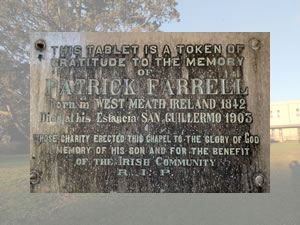 THIS TABLET IS A TOKEN OF
GRATITUDE TO THE MEMORY
OF
PATRICK FARRELL
Born in WEST MEATH IRELAND 1842
Died at his Estancia SAN GUILLERMO 1903
WHOSE CHARITY ERECTED THIS CHAPEL TO THE GLORY OF GOD
IN MEMORY OF HIS SON AND FOR THE BENEFIT
OF THE IRISH COMMUNITY
R.I.P.